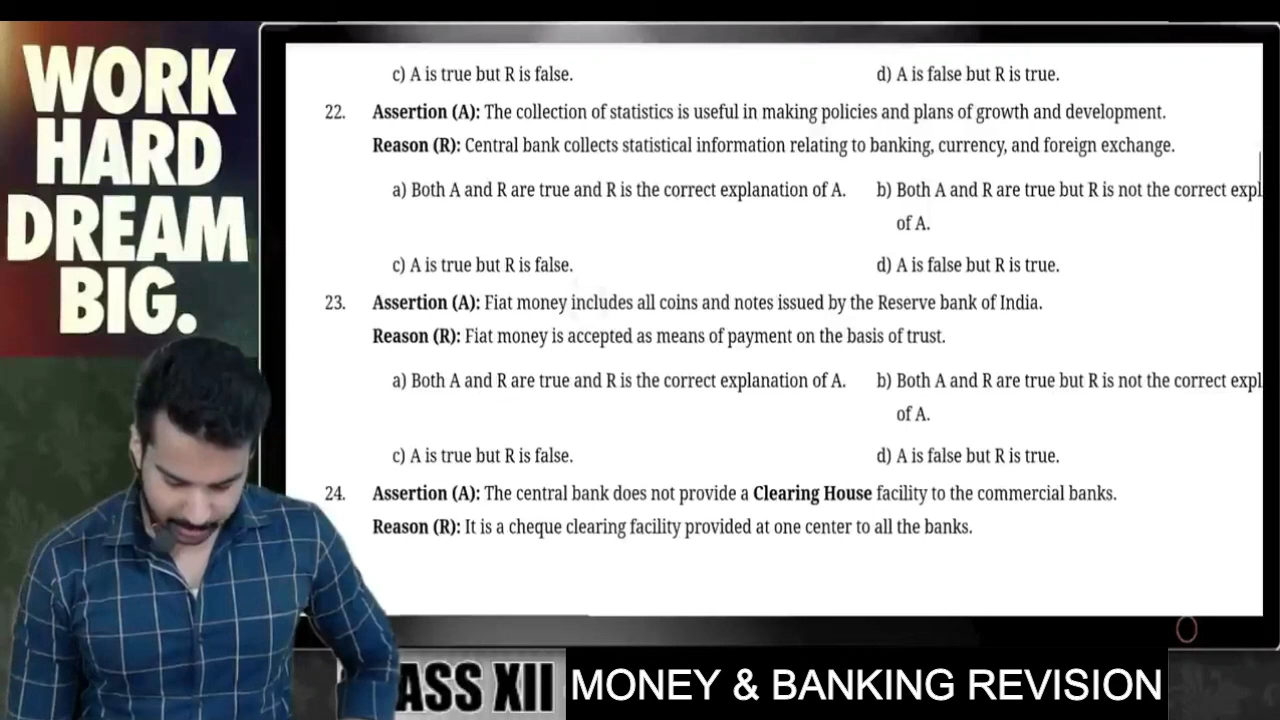 WORK
HARD
DREAM
BIG.
c) A is true but R is false. d) A is false but R is true.
22. Assertion (A): The collection of statistics is useful in making policies and plans of growth and development.
Reason (R): Central bank collects statistical information relating to banking, currency, and foreign exchange.
a) Both A and R are true and R is the correct explanation of A. b) Both A and R are true but R is not the correct expl
of A.
c) A is true but R is false. d) A is false but R is true.
23. Assertion (A): Fiat money includes all coins and notes issued by the Reserve bank of India.
Reason (R): Fiat money is accepted as means of payment on the basis of trust.
a) Both A and R are true and R is the correct explanation of A. b) Both A and R are true but R is not the correct expl
of A.
c) A is true but R is false. d) A is false but R is true.
24. Assertion (A): The central bank does not provide a Clearing House facility to the commercial banks.
Reason (R): It is a cheque clearing facility provided at one center to all the banks.
ASS XII MONEY & BANKING REVISION